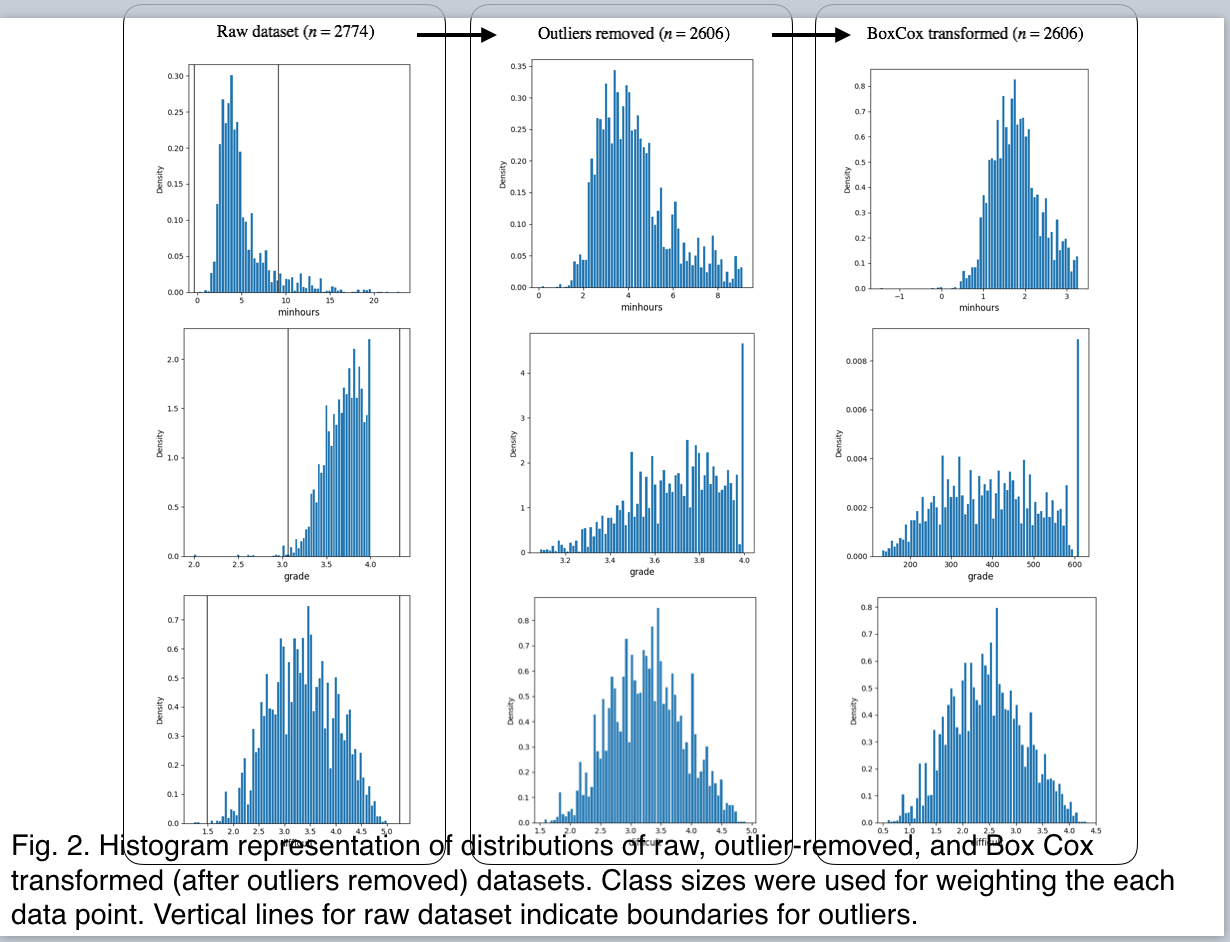 Raw dataset (n = 2774)
Outliers removed (n = 2606)
BoxCox transformed (n = 2606)
0.30
0.25
0.20
0.15
0.10
0.05
0.00
Density
0 5 10 15 20
minhours
0.35
0.30
0.25
0.20
0.15
0.10
0.05
0.00
Density
0 2 4 6 8
minhours
0.8
0.7
0.6
0.5
0.4
0.3
0.2
0.1
0.0
Density
−1 0 1 2 3
minhours
2.0
1.5
1.0
0.5
0.0
Density
2.0 2.5 3.0 3.5 4.0
grade
4
3
2
1
0
Density
3.2 3.4 3.6 3.8 4.0
grade
0.008
0.006
0.004
0.002
0.000
Density
200 300 400 500 600
grade
0.7
0.6
0.5
0.4
0.3
0.2
0.1
0.0
Density
1.5 2.0 2.5 3.0 3.5 4.0 4.5 5.0
difficult
0.8
0.7
0.6
0.5
0.4
0.3
0.2
0.1
0.0
Density
1.5 2.0 2.5 3.0 3.5 4.0 4.5 5.0
difficult
0.8
0.7
0.6
0.5
0.4
0.3
0.2
0.1
0.0
Density
0.5 1.0 1.5 2.0 2.5 3.0 3.5 4.0 4.5
difficult
Fig. 2. Histogram representation of distributions of raw, outlier-removed, and Box Cox
transformed (after outliers removed) datasets. Class sizes were used for weighting the each
data point. Vertical lines for raw dataset indicate boundaries for outliers.